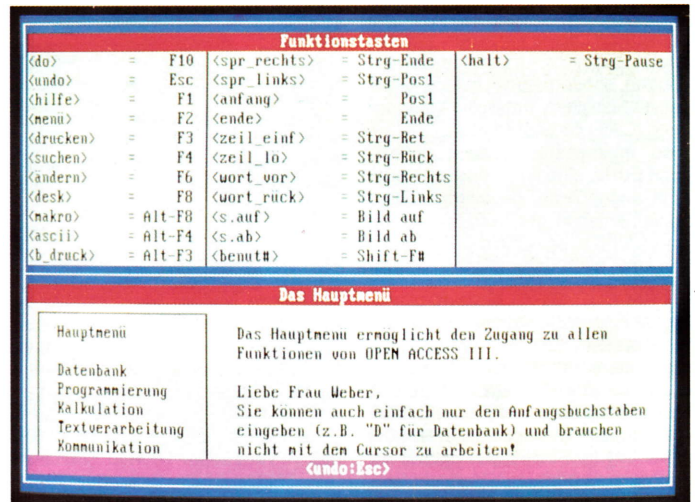 Funktionstasten
<do> = F10 <spr_rechts> = Strg-Ende <halt> = Strg-Pause
<undo> = Esc <spr_links> = Strg-Pos1
<hilfe> = F1 <anfang> = Pos1
<menü> = F2 <ende> = Ende
<drucken> = F3 <zeil_einf> = Strg-Ret
<suchen> = F4 <zeil_lö> = Strg-Rück
<ändern> = F6 <wort_vor> = Strg-Rechts
<desk> = F8 <wort_rück> = Strg-Links
<makro> = Alt-F8 <s.auf> = Bild auf
<ascii> = Alt-F4 <s.ab> = Bild ab
<b_druck> = Alt-F3 <benut#> = Shift-F#
Das Hauptmenü
Hauptmenü
Datenbank
Programmierung
Kalkulation
Textverarbeitung
Kommunikation
Das Hauptmenü ermöglicht den Zugang zu allen
Funktionen von OPEN ACCESS III.
Liebe Frau Weber,
Sie können auch einfach nur den Anfangsbuchstaben
eingeben (z.B. "D" für Datenbank) und brauchen
nicht mit dem Cursor zu arbeiten!
<undo:Esc>